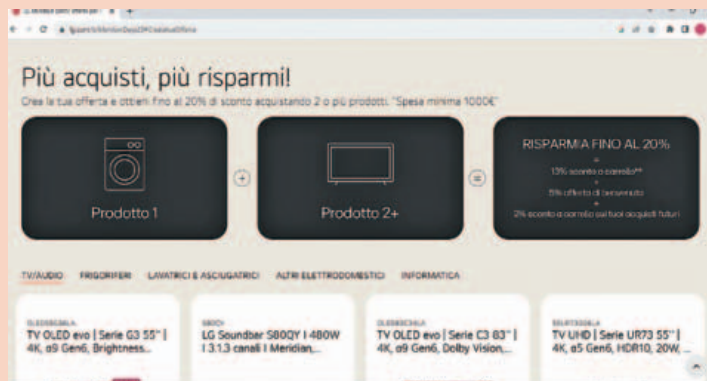 Più acquisti, più risparmi!
Crea la tua offerta e ottieni fino al 20% di sconto acquistando 2 o più prodotti. "Spesa minima 1000€"
Prodotto 1
+
Prodotto 2+
=
RISPARMIA FINO AL 20%
=
13% sconto a carrello**
+
5% offerta di benvenuto
+
2% sconto a carrello sui tuoi acquisti futuri
TV/AUDIO FRIGORIFERI LAVATRICI E ASCIUGATRICI ALTRI ELETTRODOMESTICI INFORMATICA
TV OLED evo | Serie G3 55" |
4K, α9 Gen6, Brightness...
S80QY
LG Soundbar S80QY | 480W
| 3.1.3 canali | Meridian,...
TV OLED evo | Serie C3 83" |
4K, α9 Gen6, Dolby Vision,...
TV UHD | Serie UR73 55" |
4K, α5 Gen6, HDR10, 20W, ...